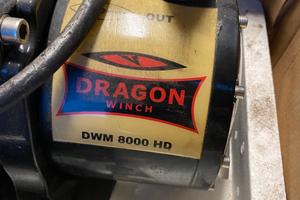 OUT
DRAGON
WINCH
DWM 8000 HD